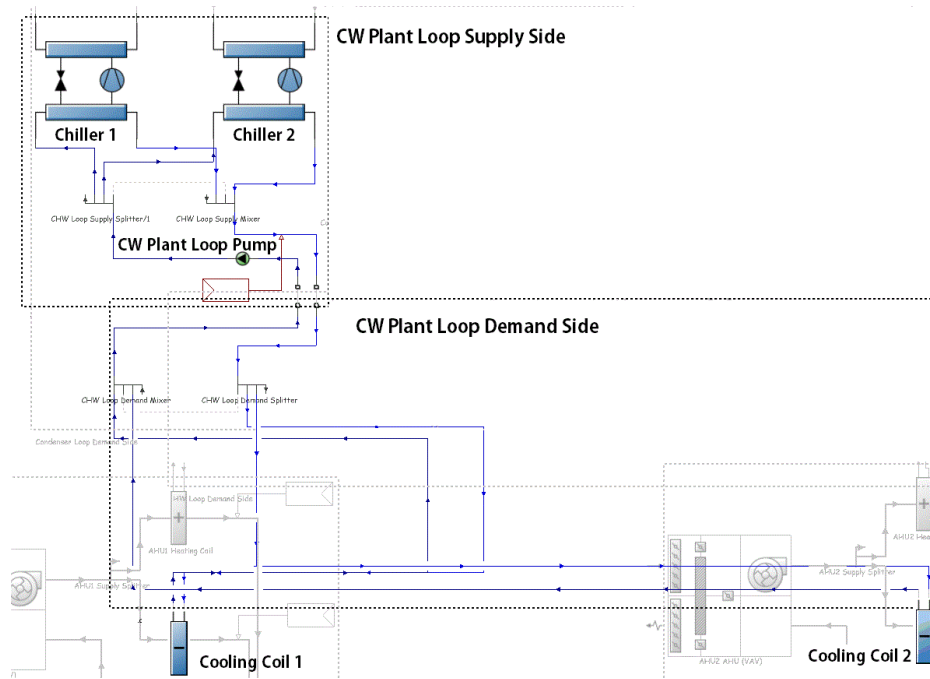 CW Plant Loop Supply Side
Chiller 1
Chiller 2
CHW Loop Supply Splitter/1
CHW Loop Supply Mixer
CW Plant Loop Pump
CW Plant Loop Demand Side
CHW Loop Demand Mixer
CHW Loop Demand Splitter
Condenser Loop Demand Side
HW Loop Demand Side
AHU1 Heating Coil
AHU1 Supply Splitter
AHU2 Supply Splitter
Cooling Coil 1
AHU2 AHU (VAV)
Cooling Coil 2